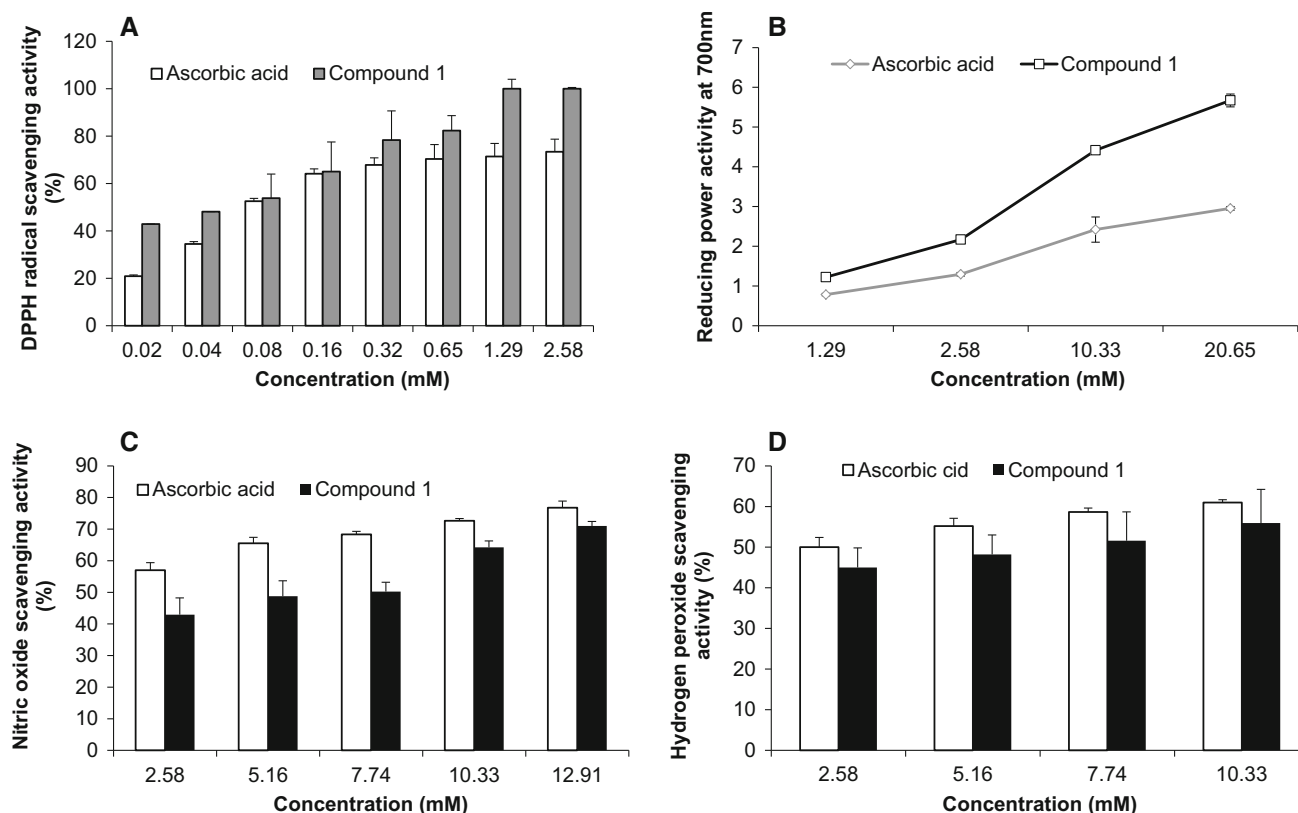 A
DPPH radical scavenging activity
(%)
120
100
80
60
40
20
0
Ascorbic acid
Compound 1
0.02 0.04 0.08 0.16 0.32 0.65 1.29 2.58
Concentration (mM)
B
Reducing power activity at 700nm
7
6
5
4
3
2
1
0
Ascorbic acid
Compound 1
1.29 2.58 10.33 20.65
Concentration (mM)
C
Nitric oxide scavenging activity
(%)
90
80
70
60
50
40
30
20
10
0
Ascorbic acid
Compound 1
2.58 5.16 7.74 10.33 12.91
Concentration (mM)
D
Hydrogen peroxide scavenging
activity (%)
70
60
50
40
30
20
10
0
Ascorbic cid
Compound 1
2.58 5.16 7.74 10.33
Concentration (mM)